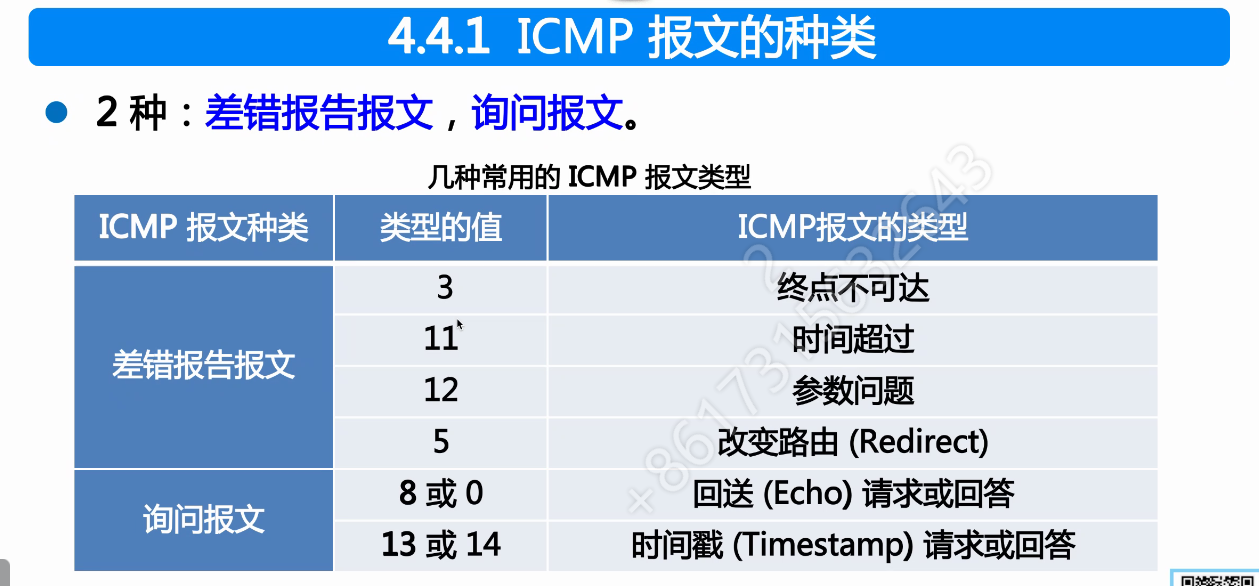 4.4.1 ICMP 报文的种类
2 种：差错报告报文，询问报文。
几种常用的 ICMP 报文类型
ICMP 报文种类 类型的值 ICMP报文的类型
差错报告报文
3 终点不可达
11 时间超过
12 参数问题
5 改变路由 (Redirect)
询问报文
8 或 0 回送 (Echo) 请求或回答
13 或 14 时间戳 (Timestamp) 请求或回答